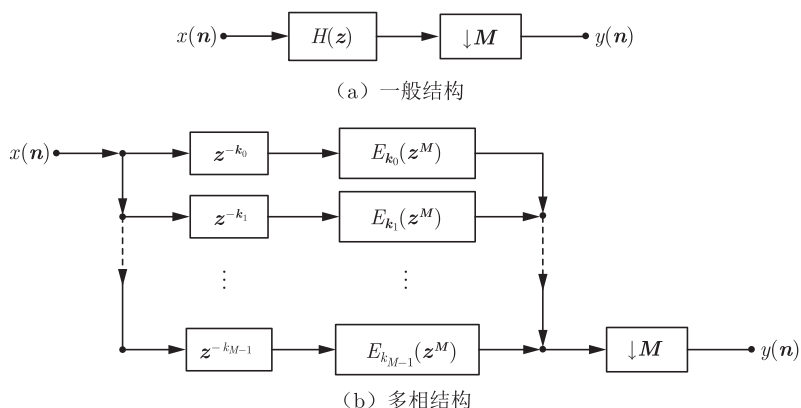 x(n) H(z) ↓M y(n)
(a) 一般结构
x(n) z^{-k_0} E_{k_0}(z^M)
z^{-k_1} E_{k_1}(z^M)
⋮ ⋮
z^{-k_{M-1}} E_{k_{M-1}}(z^M) ↓M y(n)
(b) 多相结构